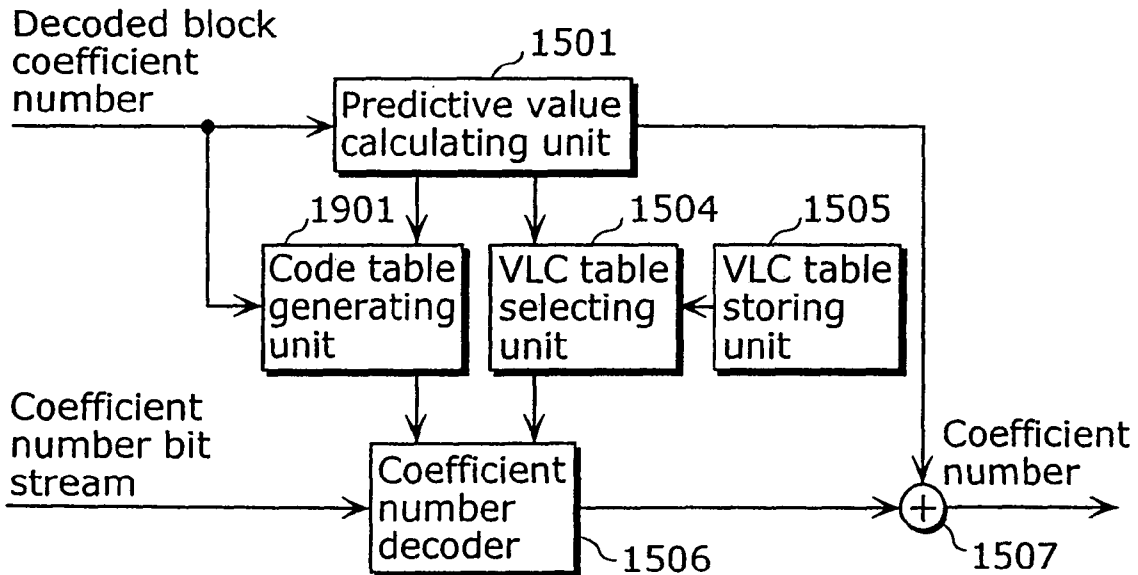 Decoded block
coefficient
number
1501
Predictive value
calculating unit
1901
1504
1505
Code table
generating
unit
VLC table
selecting
unit
VLC table
storing
unit
Coefficient
number bit
stream
Coefficient
number
decoder
1506
Coefficient
number
+
1507